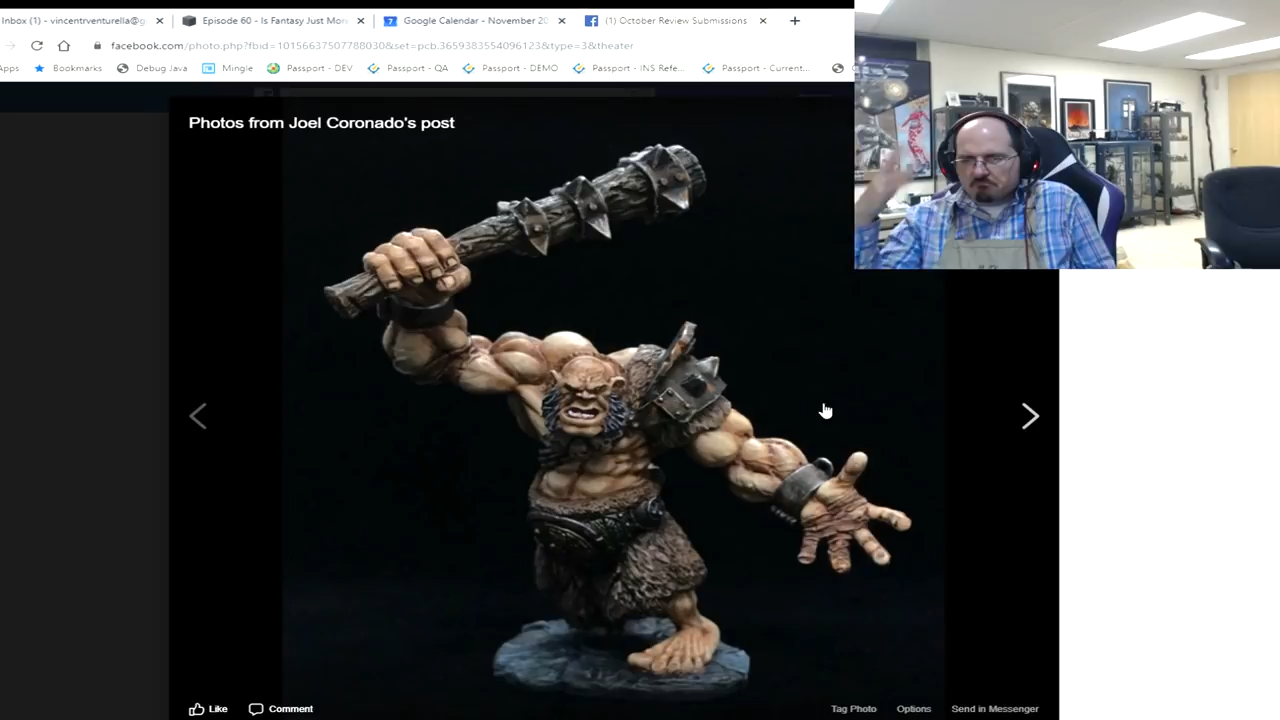 Inbox (1) - vincentrventurella@g
Episode 60 - Is Fantasy Just More
Google Calendar - November 20
(1) October Review Submissions
facebook.com/photo.php?fbid=10156637507788030&set=pcb.3659383554096123&type=3&theater
Apps
Bookmarks
Debug Java
Mingle
Passport - DEV
Passport - QA
Passport - DEMO
Passport - INS Refe...
Passport - Current...
Photos from Joel Coronado's post
Like
Comment
Tag Photo
Options
Send in Messenger